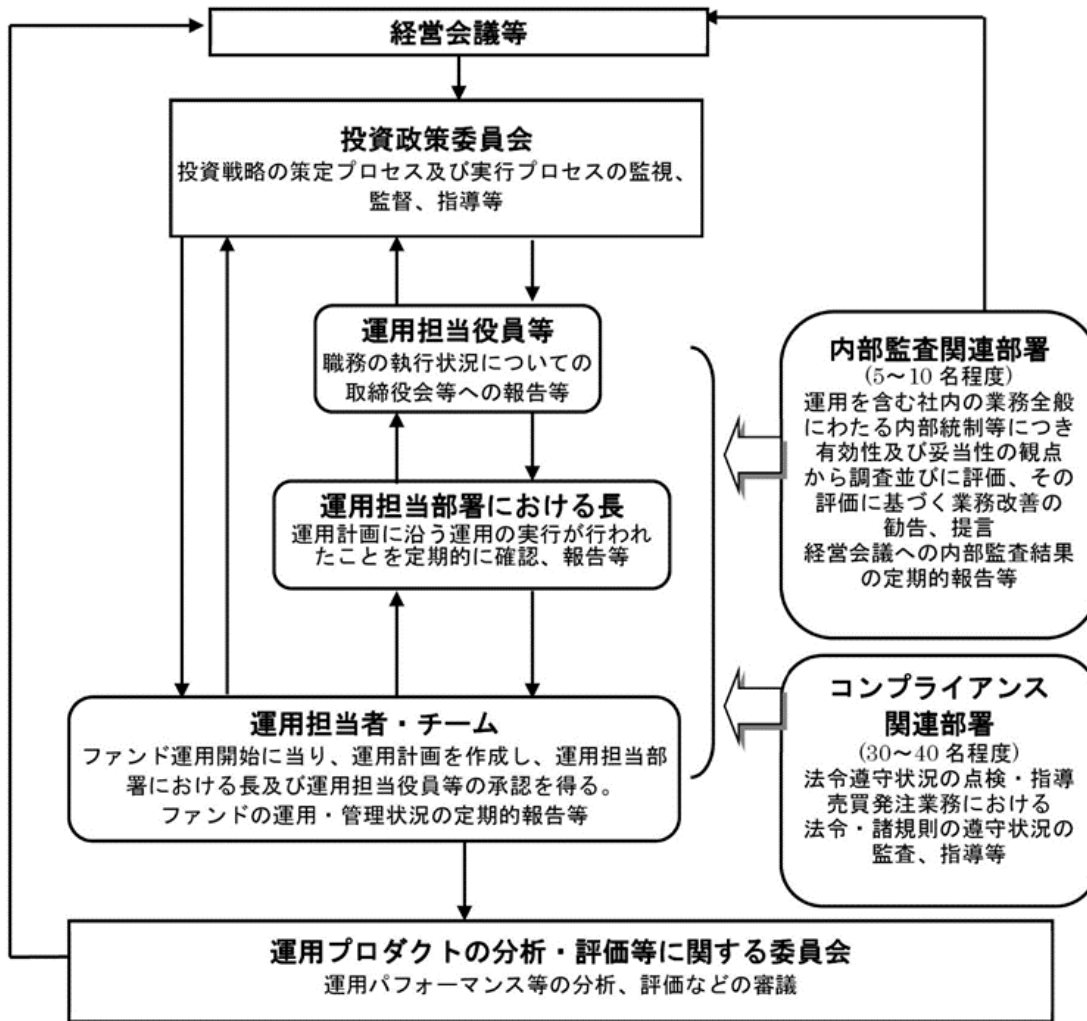 経営会議等
投資政策委員会
投資戦略の策定プロセス及び実行プロセスの監視、
監督、指導等
運用担当役員等
職務の執行状況についての
取締役会等への報告等
運用担当部署における長
運用計画に沿う運用の実行が行われ
たことを定期的に確認、報告等
運用担当者・チーム
ファンド運用開始に当り、運用計画を作成し、運用担当部
署における長及び運用担当役員等の承認を得る。
ファンドの運用・管理状況の定期的報告等
内部監査関連部署
(5～10 名程度)
運用を含む社内の業務全般
にわたる内部統制等につき
有効性及び妥当性の観点
から調査並びに評価、その
評価に基づく業務改善の
勧告、提言
経営会議への内部監査結果
の定期的報告等
コンプライアンス
関連部署
(30～40 名程度)
法令遵守状況の点検・指導
売買発注業務における
法令・諸規則の遵守状況の
監査、指導等
運用プロダクトの分析・評価等に関する委員会
運用パフォーマンス等の分析、評価などの審議